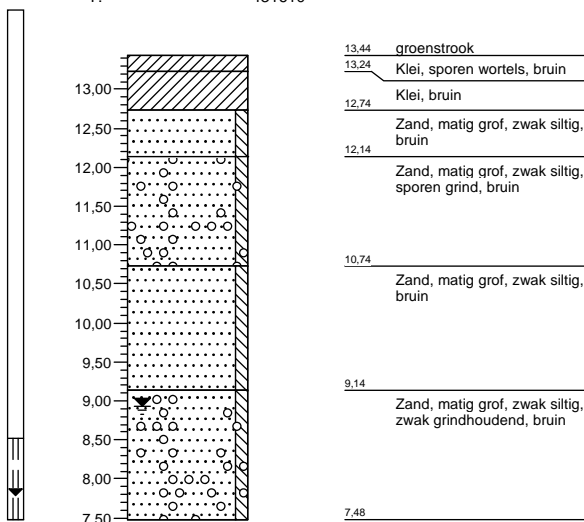 13,00
12,50
12,00
11,50
11,00
10,50
10,00
9,50
9,00
8,50
8,00
7,50
13,44 groenstrook
13,24 Klei, sporen wortels, bruin
Klei, bruin
12,74
Zand, matig grof, zwak siltig,
bruin
12,14
Zand, matig grof, zwak siltig,
sporen grind, bruin
10,74
Zand, matig grof, zwak siltig,
bruin
9,14
Zand, matig grof, zwak siltig,
zwak grindhoudend, bruin
7,48